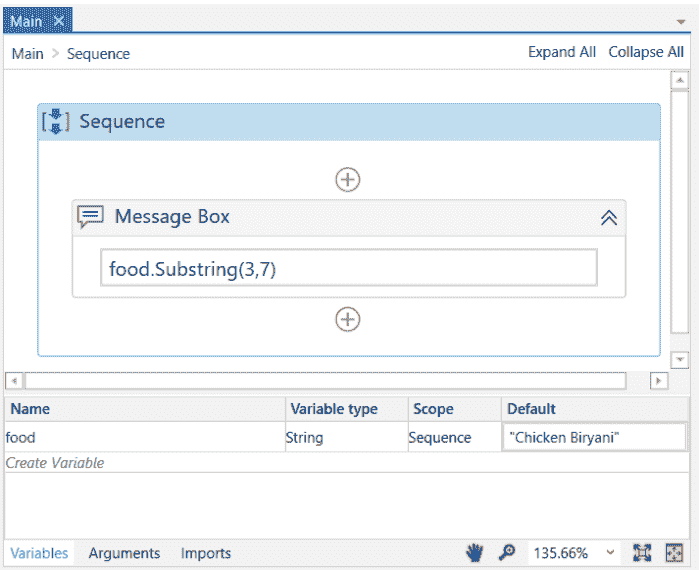 Main
Main > Sequence Expand All Collapse All
Sequence
Message Box
food.Substring(3,7)
Name Variable type Scope Default
food String Sequence "Chicken Biryani"
Create Variable
Variables Arguments Imports 135.66%